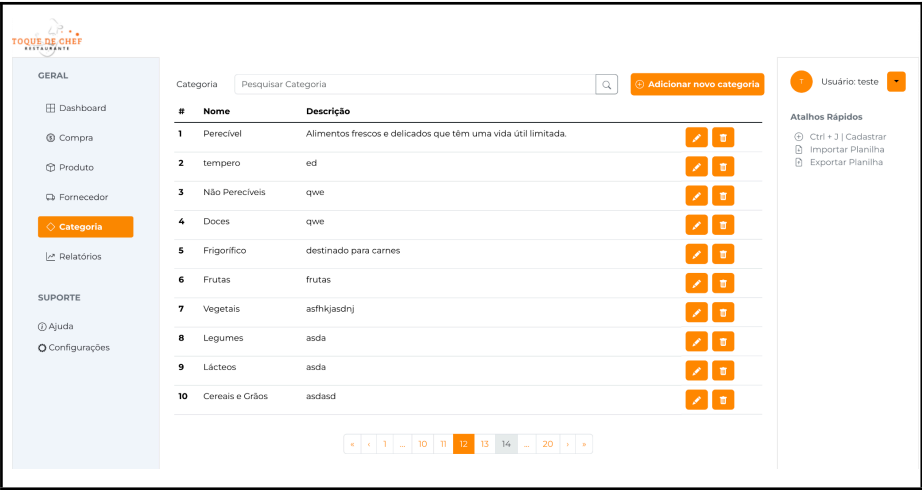 TOQUE DE CHEF
RESTAURANTE
GERAL
Dashboard
Compra
Produto
Fornecedor
Categoria
Relatórios
SUPORTE
Ajuda
Configurações
Categoria Pesquisar Categoria Adicionar novo categoria
# Nome Descrição
1 Perecível Alimentos frescos e delicados que têm uma vida útil limitada.
2 tempero ed
3 Não Perecíveis qwe
4 Doces qwe
5 Frigorífico destinado para carnes
6 Frutas frutas
7 Vegetais asfhkjasdnj
8 Legumes asda
9 Lácteos asda
10 Cereais e Grãos asdasd
« ‹ 1 ... 10 11 12 13 14 ... 20 › »
T Usuário: teste
Atalhos Rápidos
Ctrl + J | Cadastrar
Importar Planilha
Exportar Planilha